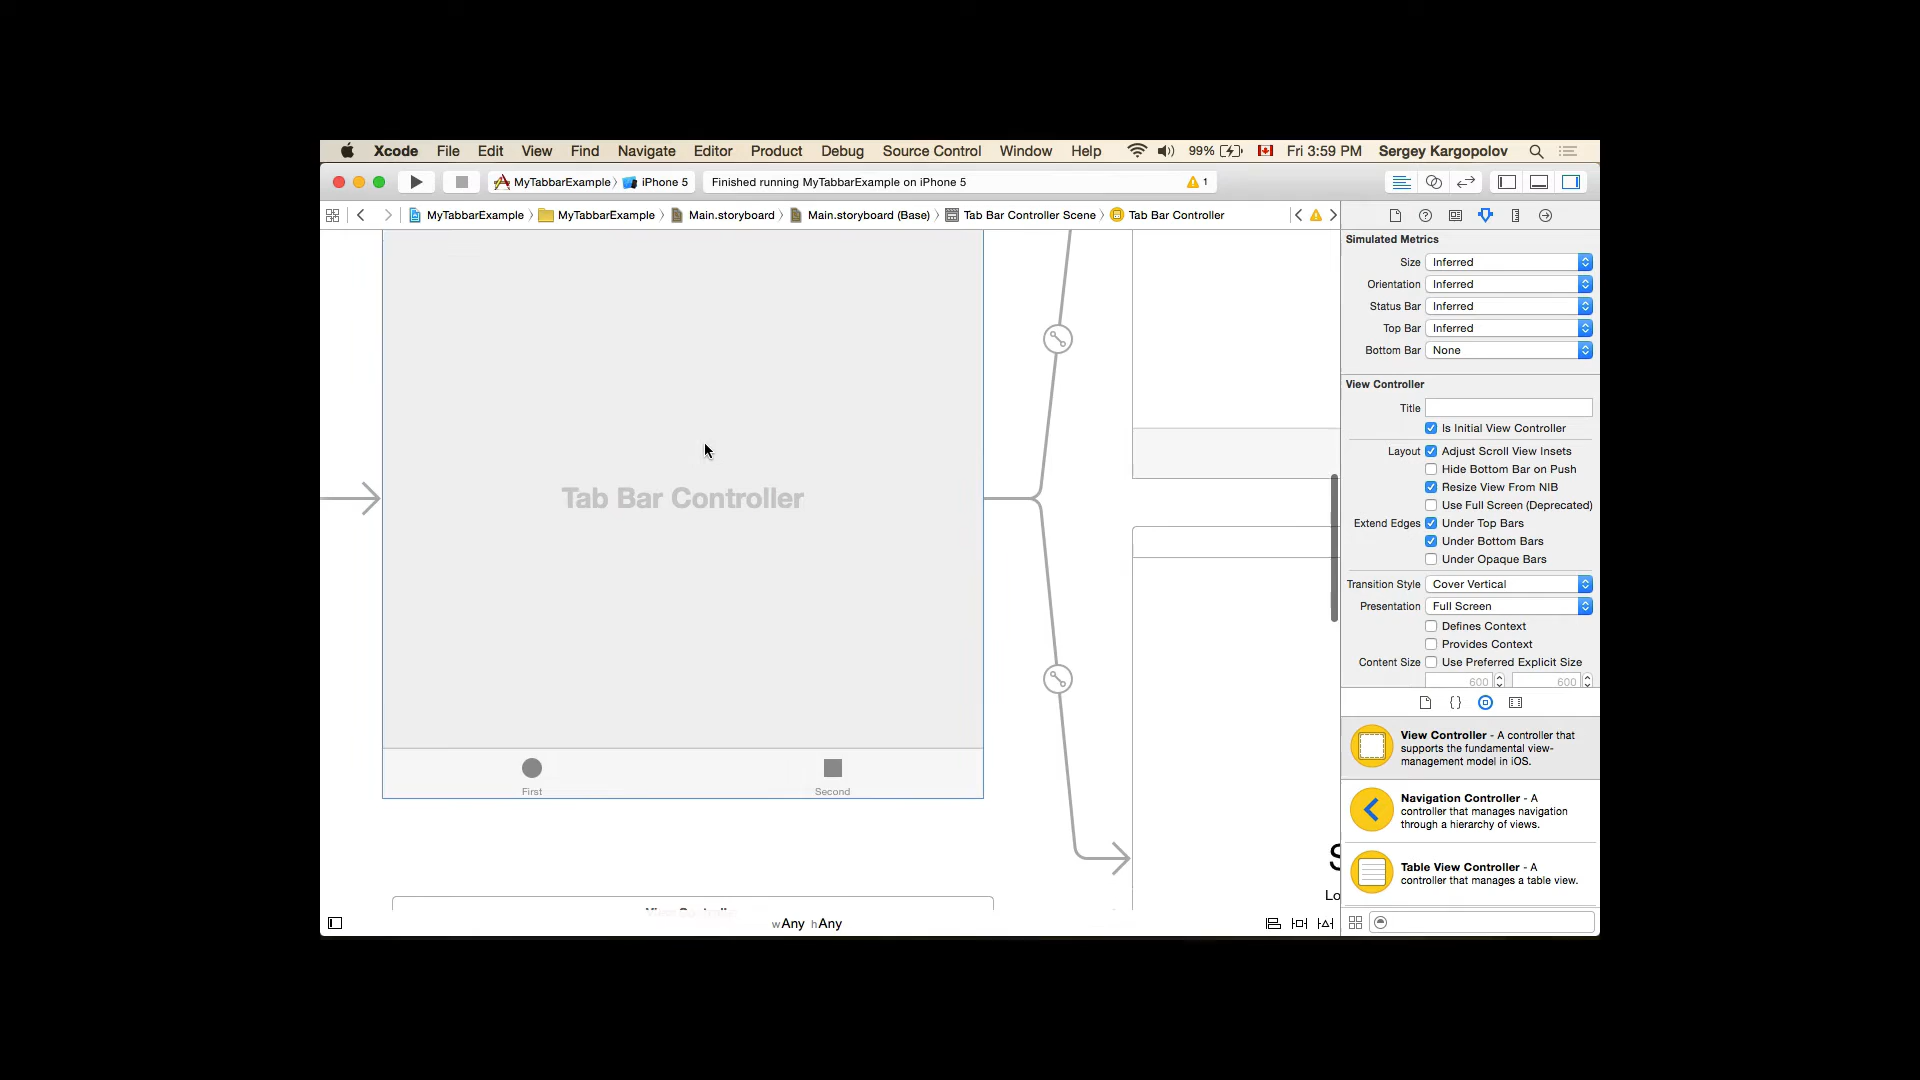 Xcode File Edit View Find Navigate Editor Product Debug Source Control Window Help 99% Fri 3:59 PM Sergey Kargopolov
MyTabbarExample iPhone 5 Finished running MyTabbarExample on iPhone 5 1
MyTabbarExample MyTabbarExample Main.storyboard Main.storyboard (Base) Tab Bar Controller Scene Tab Bar Controller
Tab Bar Controller
First Second
Lo
wAny hAny
Simulated Metrics
Size Inferred
Orientation Inferred
Status Bar Inferred
Top Bar Inferred
Bottom Bar None
View Controller
Title
Is Initial View Controller
Layout Adjust Scroll View Insets
Hide Bottom Bar on Push
Resize View From NIB
Use Full Screen (Deprecated)
Extend Edges Under Top Bars
Under Bottom Bars
Under Opaque Bars
Transition Style Cover Vertical
Presentation Full Screen
Defines Context
Provides Context
Content Size Use Preferred Explicit Size
600 600
{}
View Controller - A controller that
supports the fundamental view-
management model in iOS.
Navigation Controller - A
controller that manages navigation
through a hierarchy of views.
Table View Controller - A
controller that manages a table view.